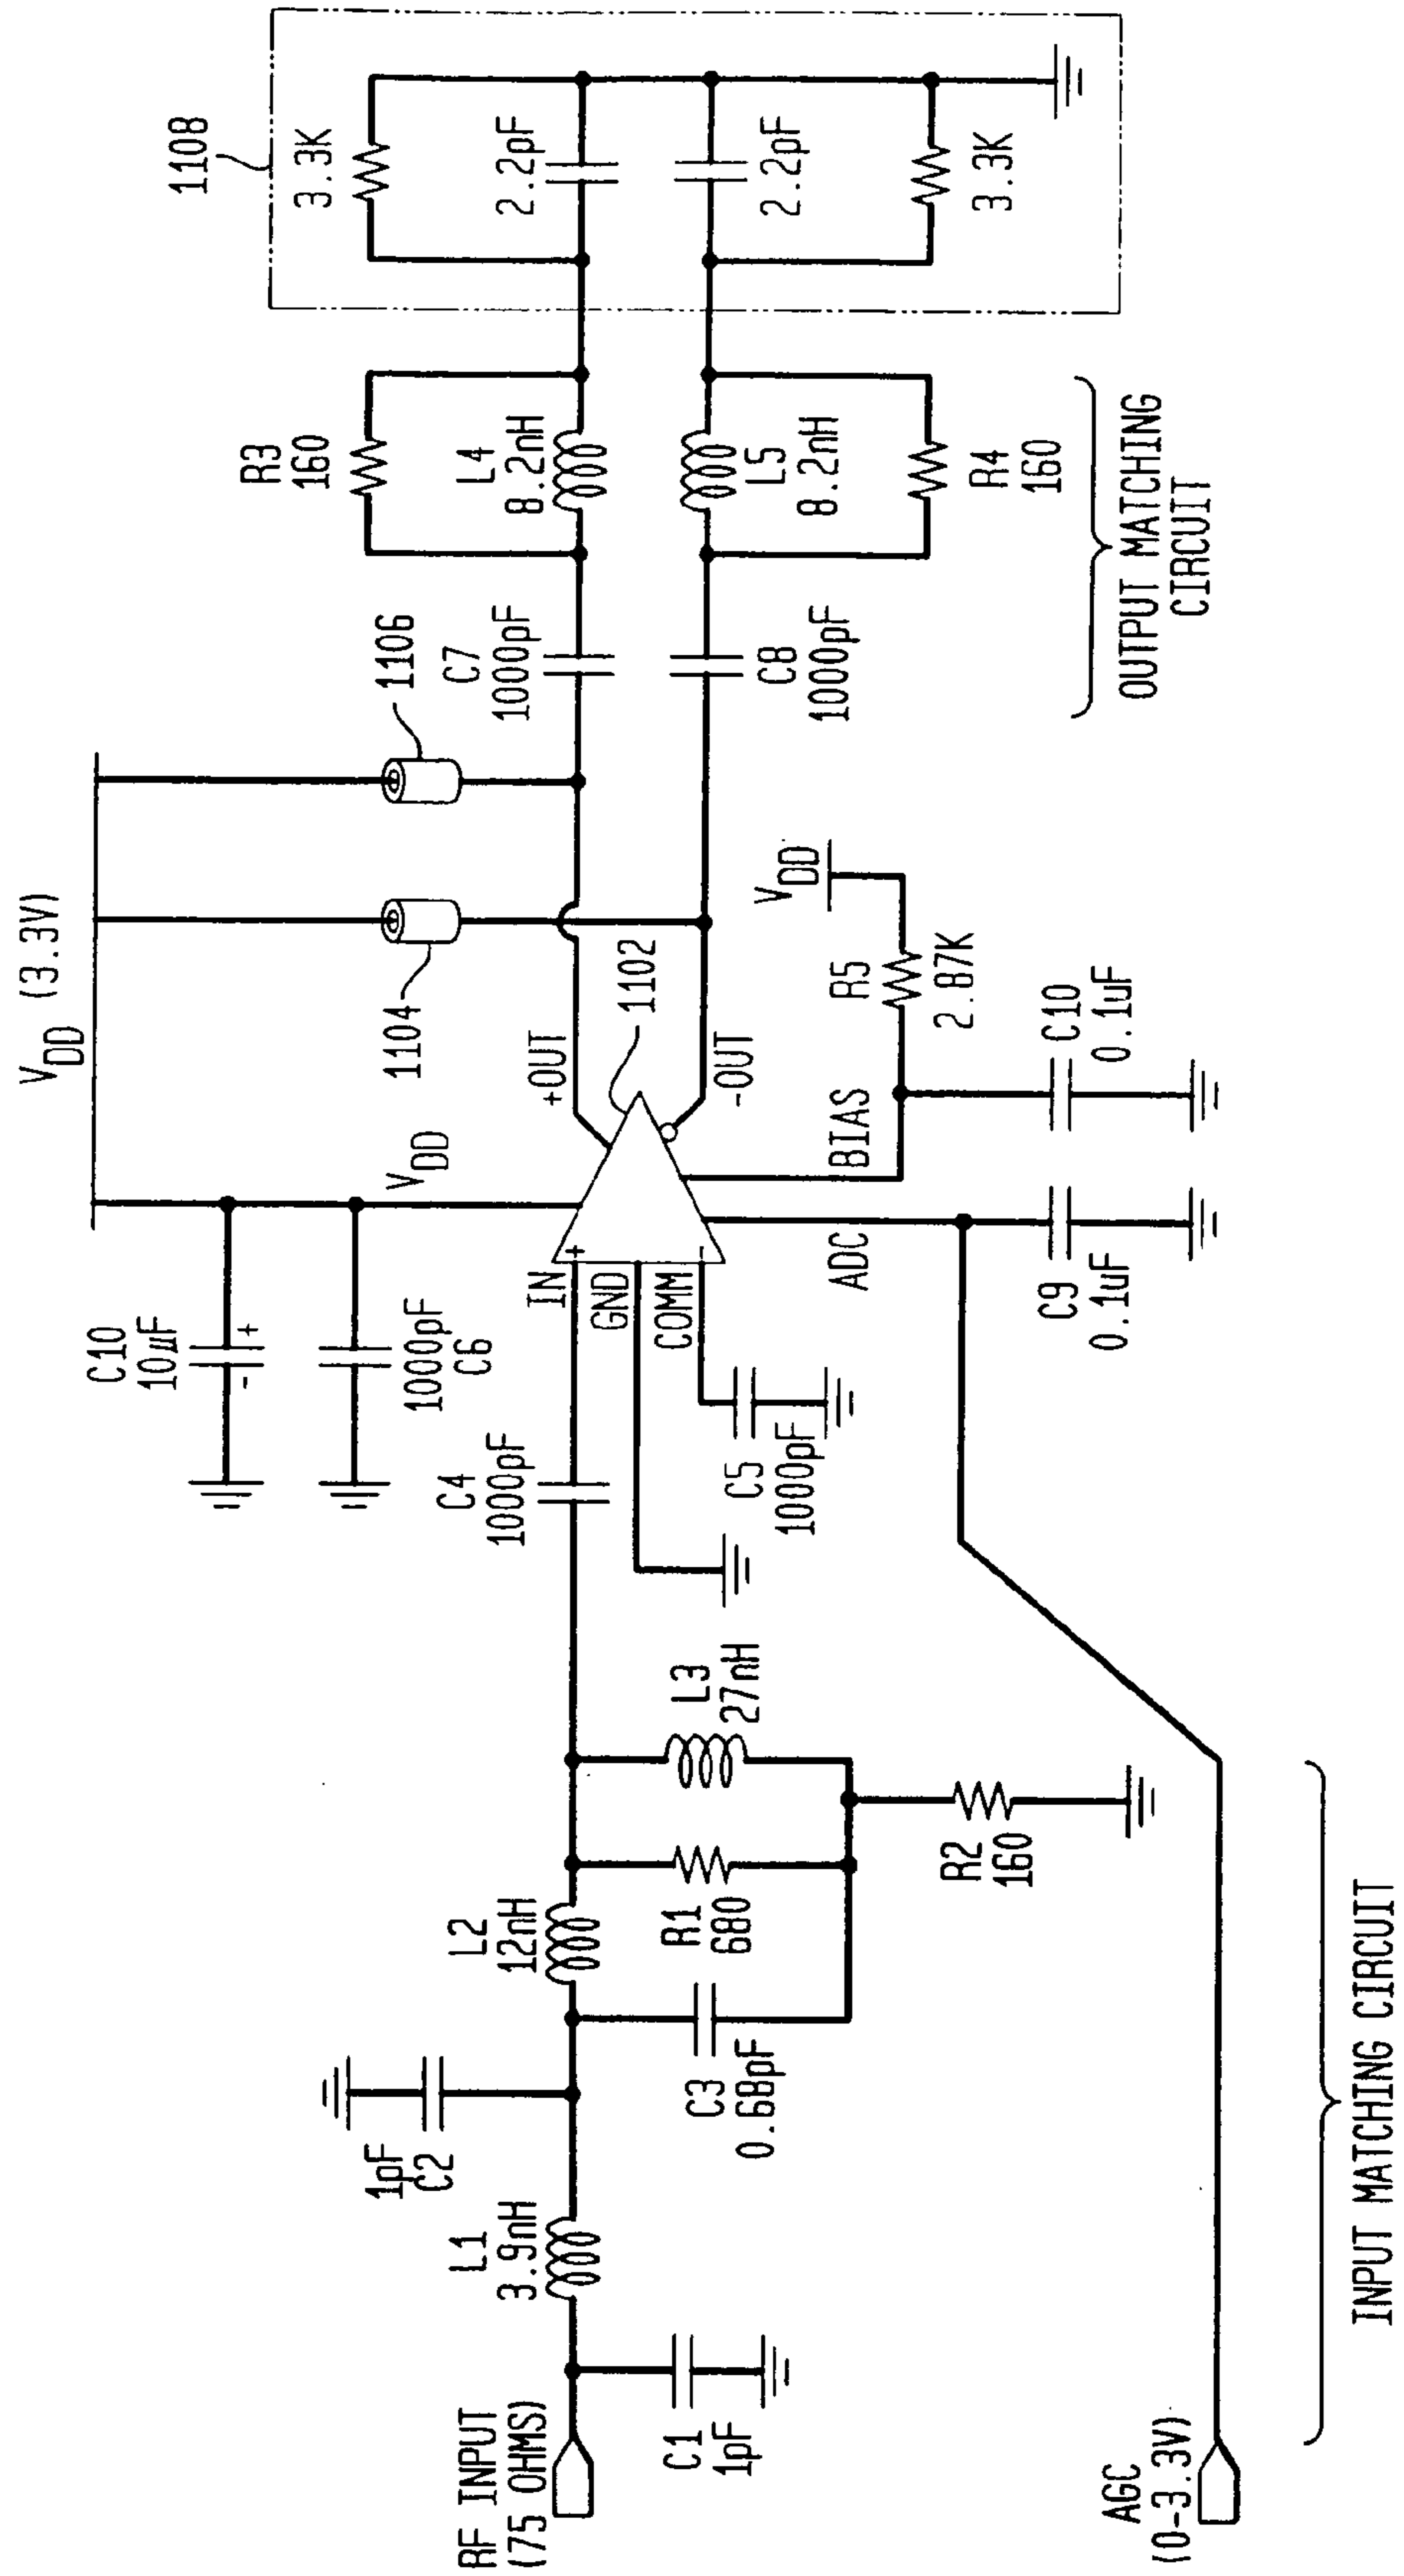 RF INPUT
(75 OHMS)
C1
1pF
L1
3.9nH
1pF
C2
C3
0.68pF
L2
12nH
R1
680
L3
27nH
R2
160
AGC
(0-3.3V)
INPUT MATCHING CIRCUIT
C4
1000pF
C5
1000pF
C10
10µF
+
-
1000pF
C6
IN
+
GND
COMM
-
ADC
C9
0.1uF
BIAS
C10
0.1uF
R5
2.87K
VDD
VDD
VDD (3.3V)
+OUT
-OUT
1102
1104
1106
C7
1000pF
C8
1000pF
R3
160
L4
8.2nH
L5
8.2nH
R4
160
OUTPUT MATCHING
CIRCUIT
1108
3.3K
2.2pF
2.2pF
3.3K